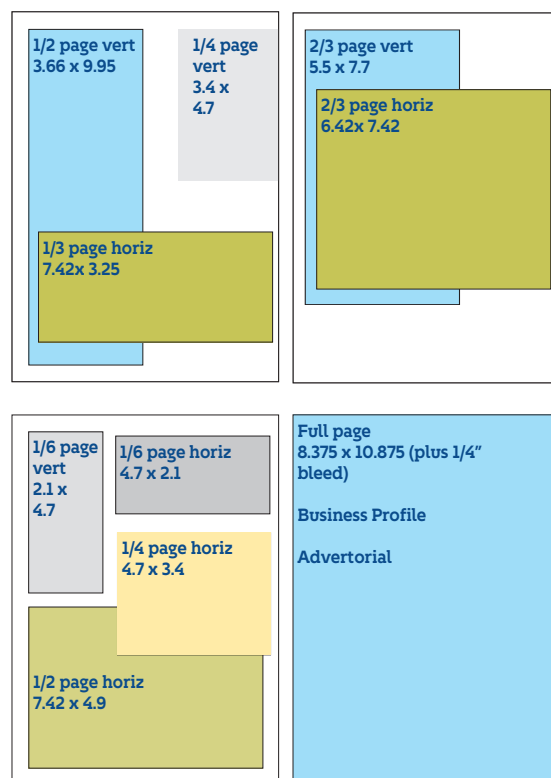 1/2 page vert
3.66 x 9.95
1/4 page
vert
3.4 x
4.7
1/3 page horiz
7.42x 3.25
2/3 page vert
5.5 x 7.7
2/3 page horiz
6.42x 7.42
1/6 page
vert
2.1 x
4.7
1/6 page horiz
4.7 x 2.1
1/4 page horiz
4.7 x 3.4
1/2 page horiz
7.42 x 4.9
Full page
8.375 x 10.875 (plus 1/4”
bleed)
Business Profile
Advertorial